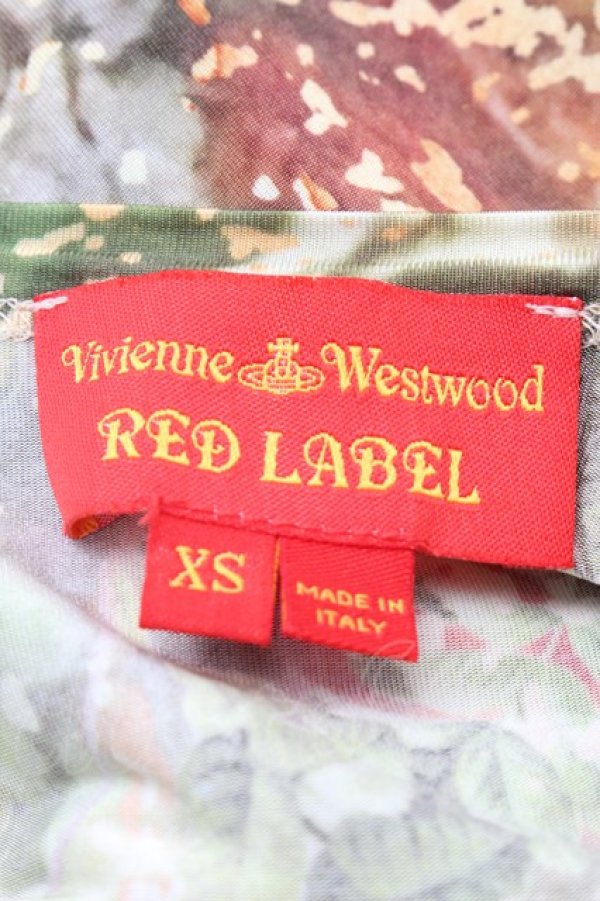 Vivienne Westwood
RED LABEL
XS
MADE IN
ITALY